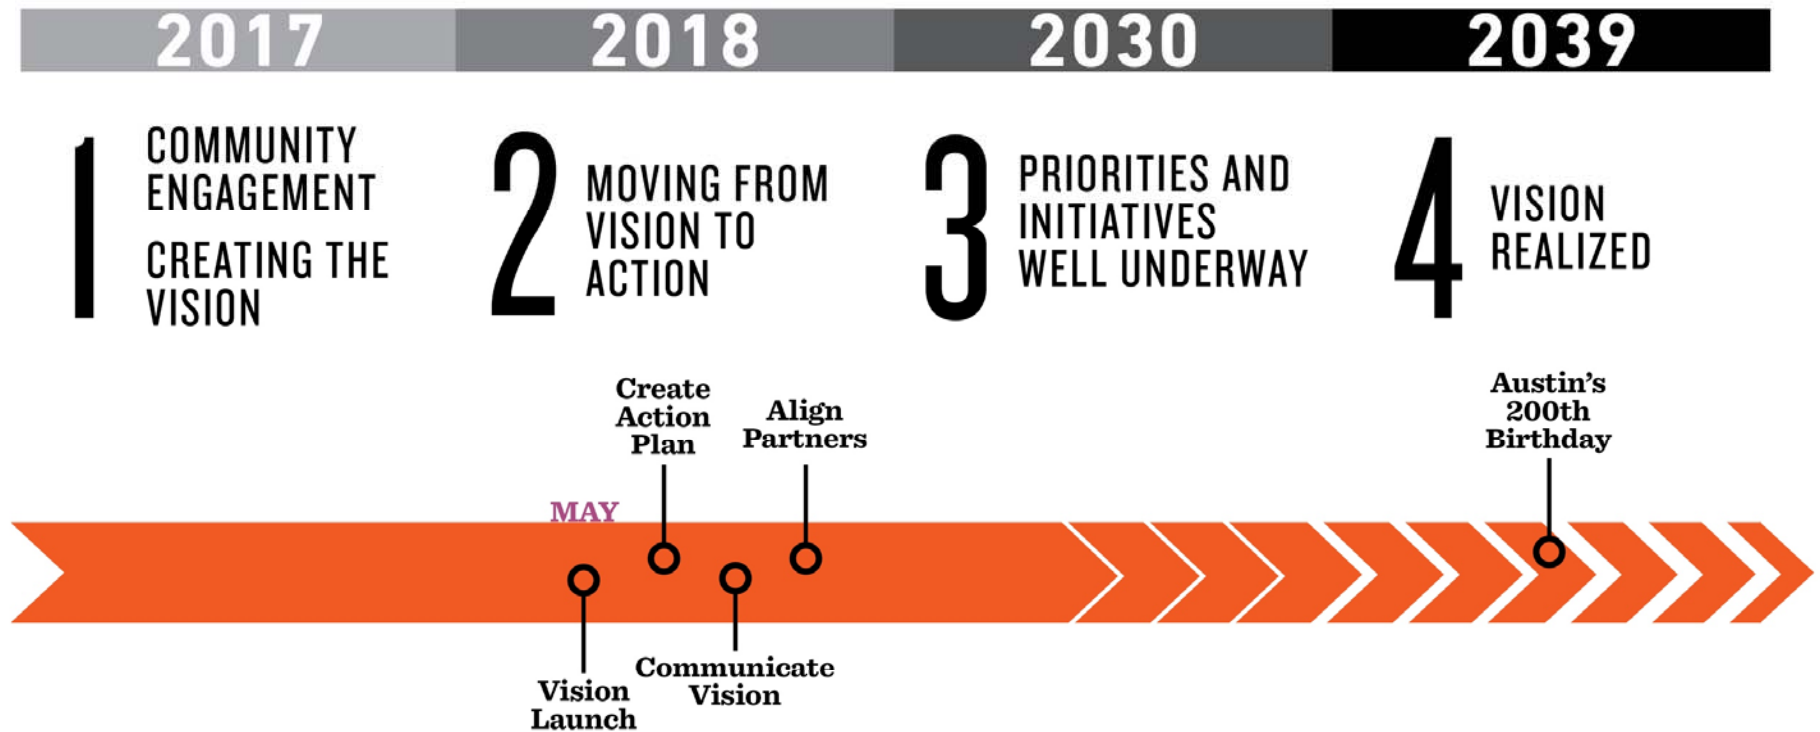 2017 2018 2030 2039
1
COMMUNITY
ENGAGEMENT
CREATING THE
VISION
2
MOVING FROM
VISION TO
ACTION
3
PRIORITIES AND
INITIATIVES
WELL UNDERWAY
4
VISION
REALIZED
MAY
Vision
Launch
Create
Action
Plan
Communicate
Vision
Align
Partners
Austin’s
200th
Birthday